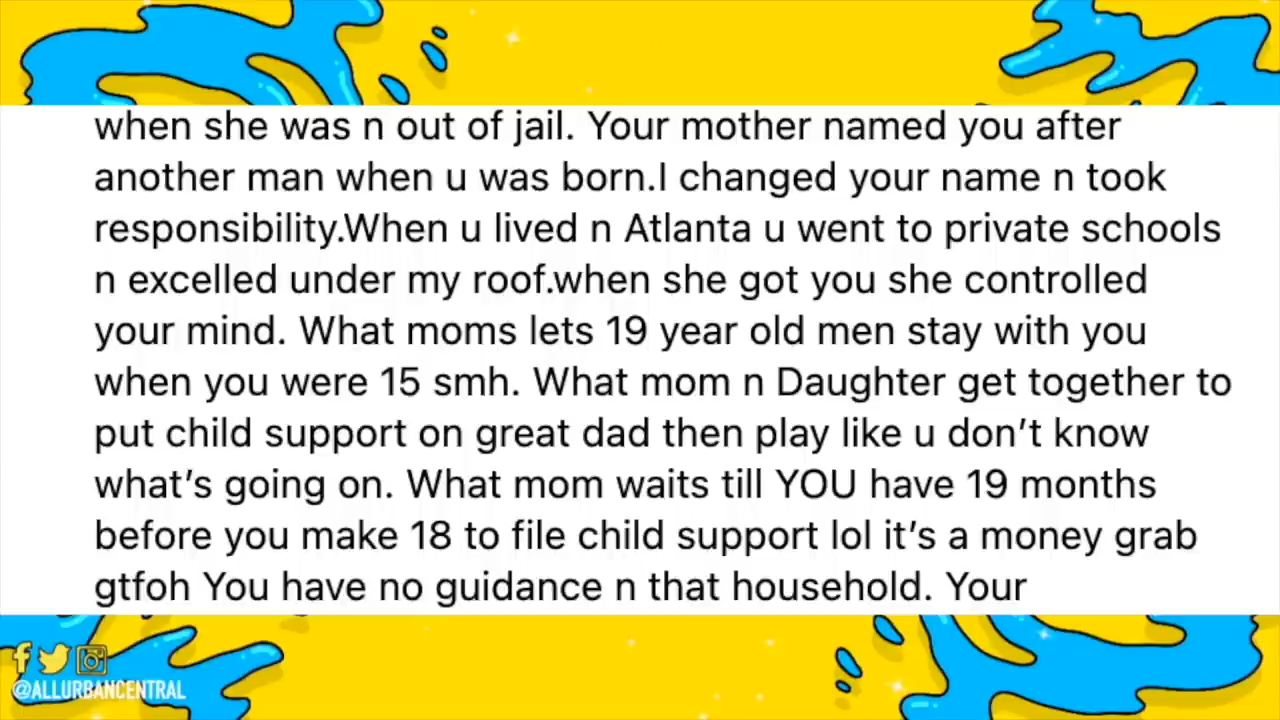 when she was n out of jail. Your mother named you after
another man when u was born.I changed your name n took
responsibility.When u lived n Atlanta u went to private schools
n excelled under my roof.when she got you she controlled
your mind. What moms lets 19 year old men stay with you
when you were 15 smh. What mom n Daughter get together to
put child support on great dad then play like u don’t know
what’s going on. What mom waits till YOU have 19 months
before you make 18 to file child support lol it’s a money grab
gtfoh You have no guidance n that household. Your
@ALLURBANCENTRAL